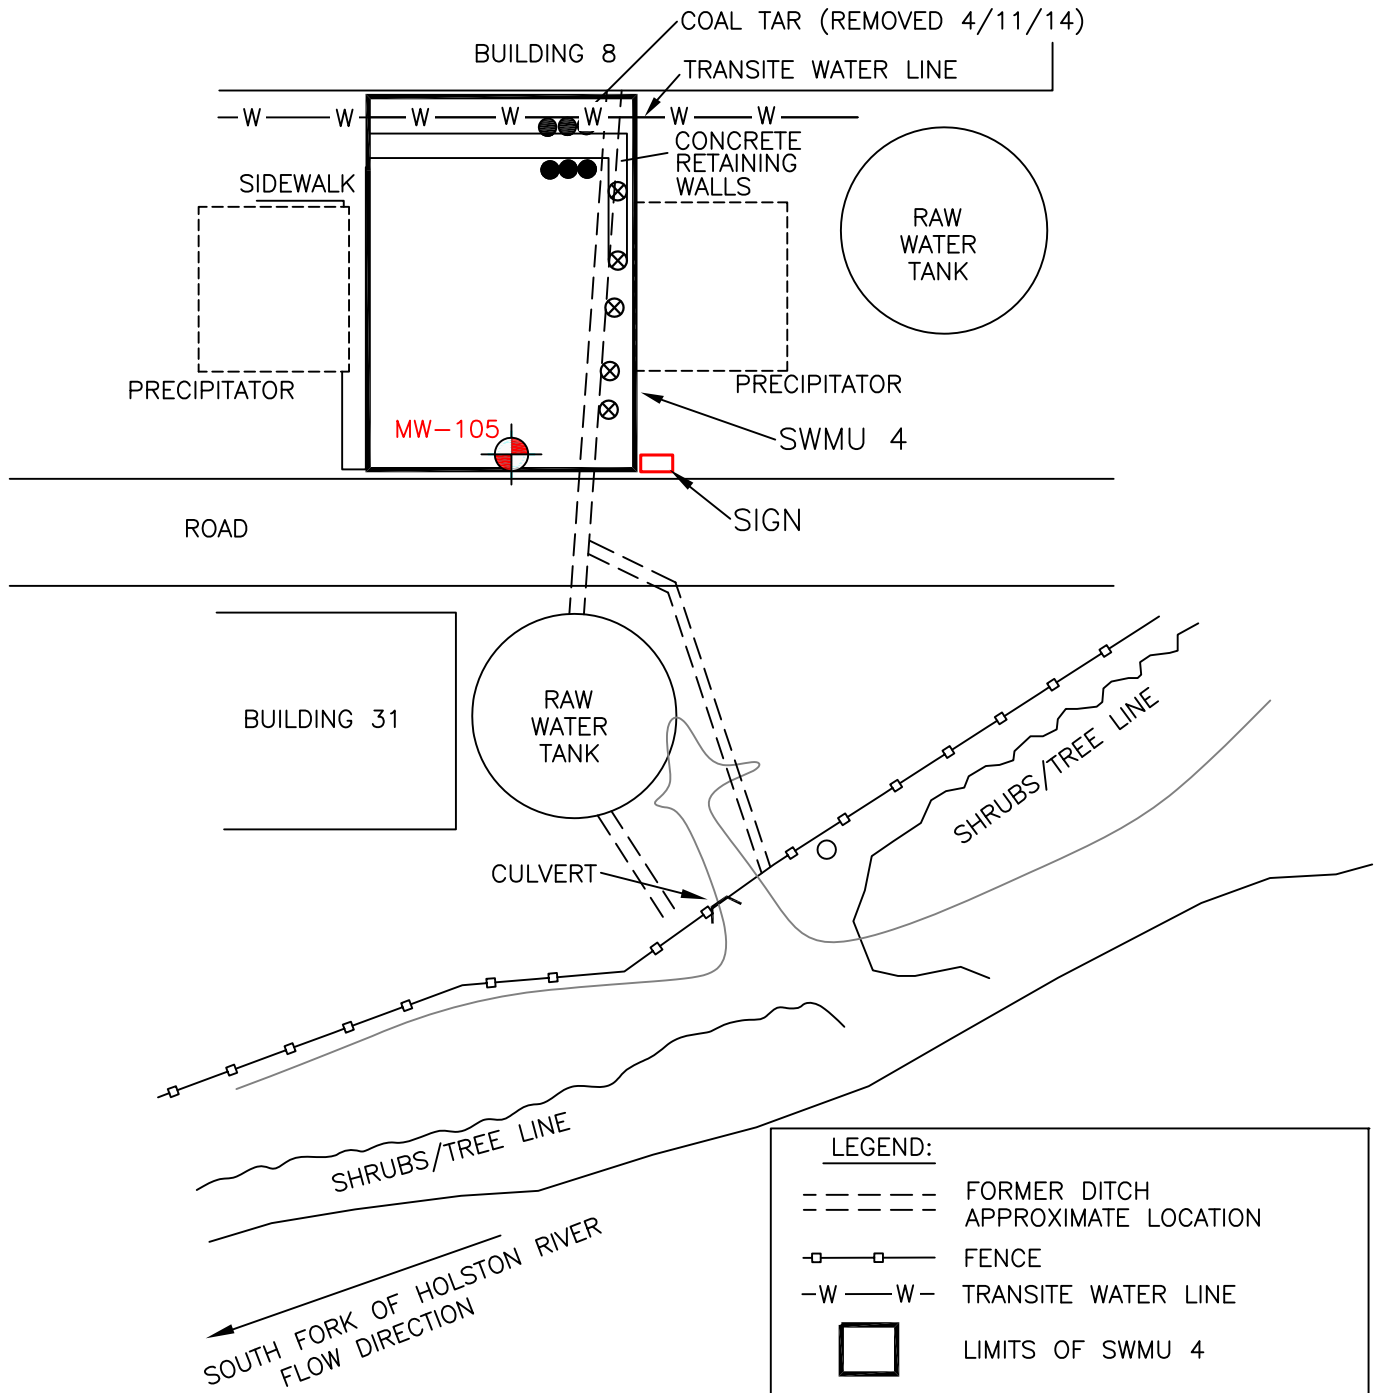 COAL TAR (REMOVED 4/11/14)
BUILDING 8
TRANSITE WATER LINE
W W W W W W W
CONCRETE
RETAINING
WALLS
SIDEWALK
RAW
WATER
TANK
PRECIPITATOR
PRECIPITATOR
MW-105
SWMU 4
SIGN
ROAD
BUILDING 31
RAW
WATER
TANK
SHRUBS/TREE LINE
CULVERT
SHRUBS/TREE LINE
SOUTH FORK OF HOLSTON RIVER
FLOW DIRECTION
LEGEND:
FORMER DITCH
APPROXIMATE LOCATION
FENCE
W W TRANSITE WATER LINE
LIMITS OF SWMU 4